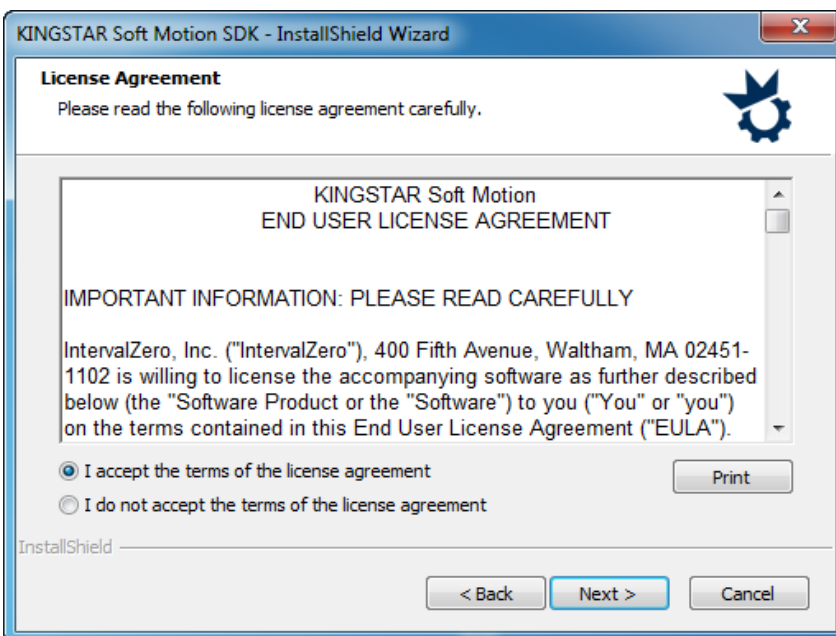 KINGSTAR Soft Motion SDK - InstallShield Wizard
License Agreement
Please read the following license agreement carefully.
KINGSTAR Soft Motion
END USER LICENSE AGREEMENT
IMPORTANT INFORMATION: PLEASE READ CAREFULLY
IntervalZero, Inc. ("IntervalZero"), 400 Fifth Avenue, Waltham, MA 02451-
1102 is willing to license the accompanying software as further described
below (the "Software Product or the "Software") to you ("You" or "you")
on the terms contained in this End User License Agreement ("EULA").
I accept the terms of the license agreement
Print
I do not accept the terms of the license agreement
InstallShield
< Back
Next >
Cancel